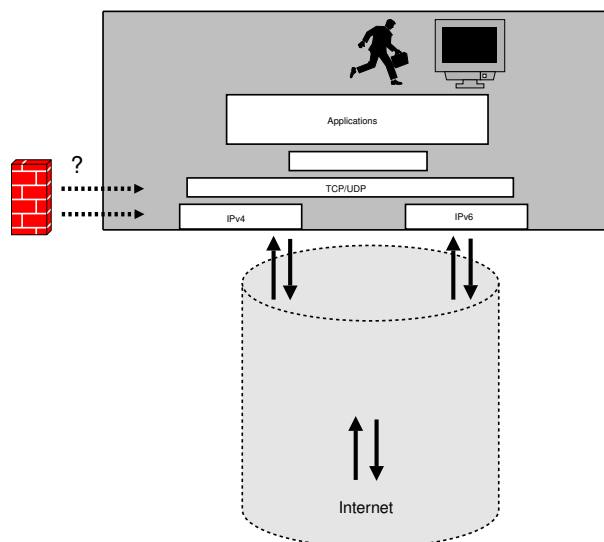 Applications
?
TCP/UDP
IPv4
IPv6
Internet